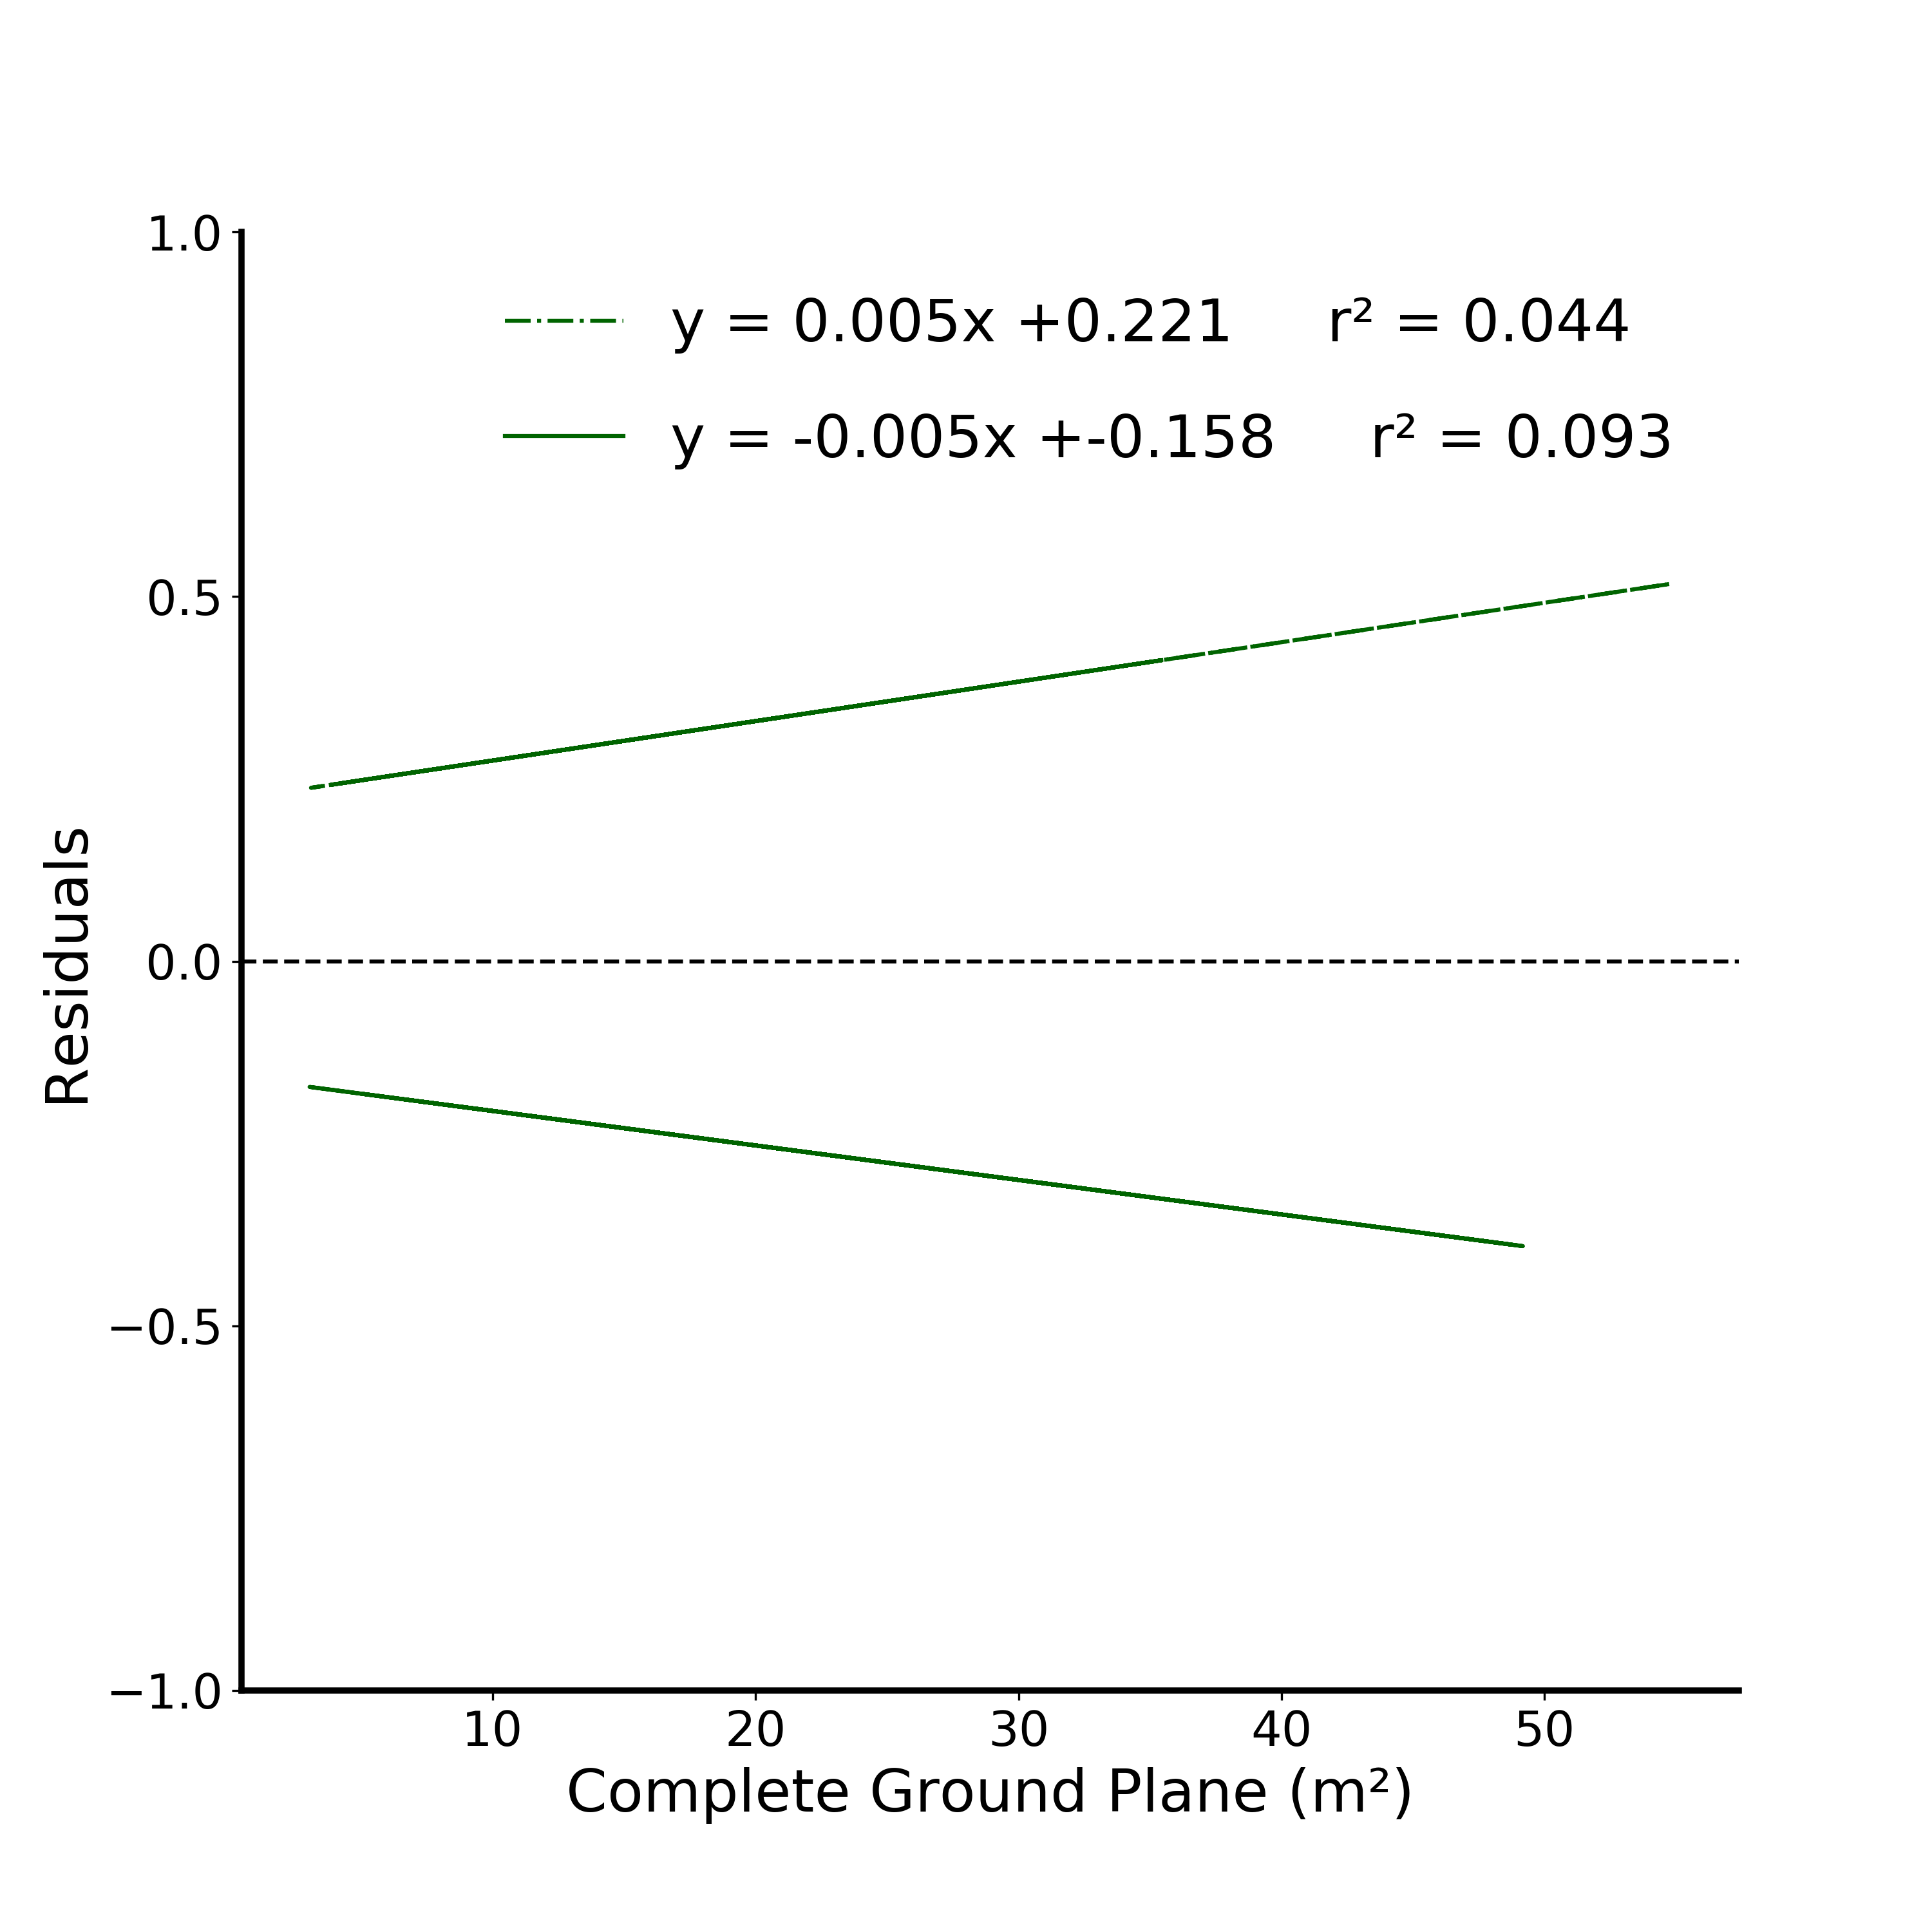 1.0
y = 0.005x +0.221 r² = 0.044
y = -0.005x +-0.158 r² = 0.093
0.5
Residuals
0.0
−0.5
−1.0
10 20 30 40 50
Complete Ground Plane (m²)